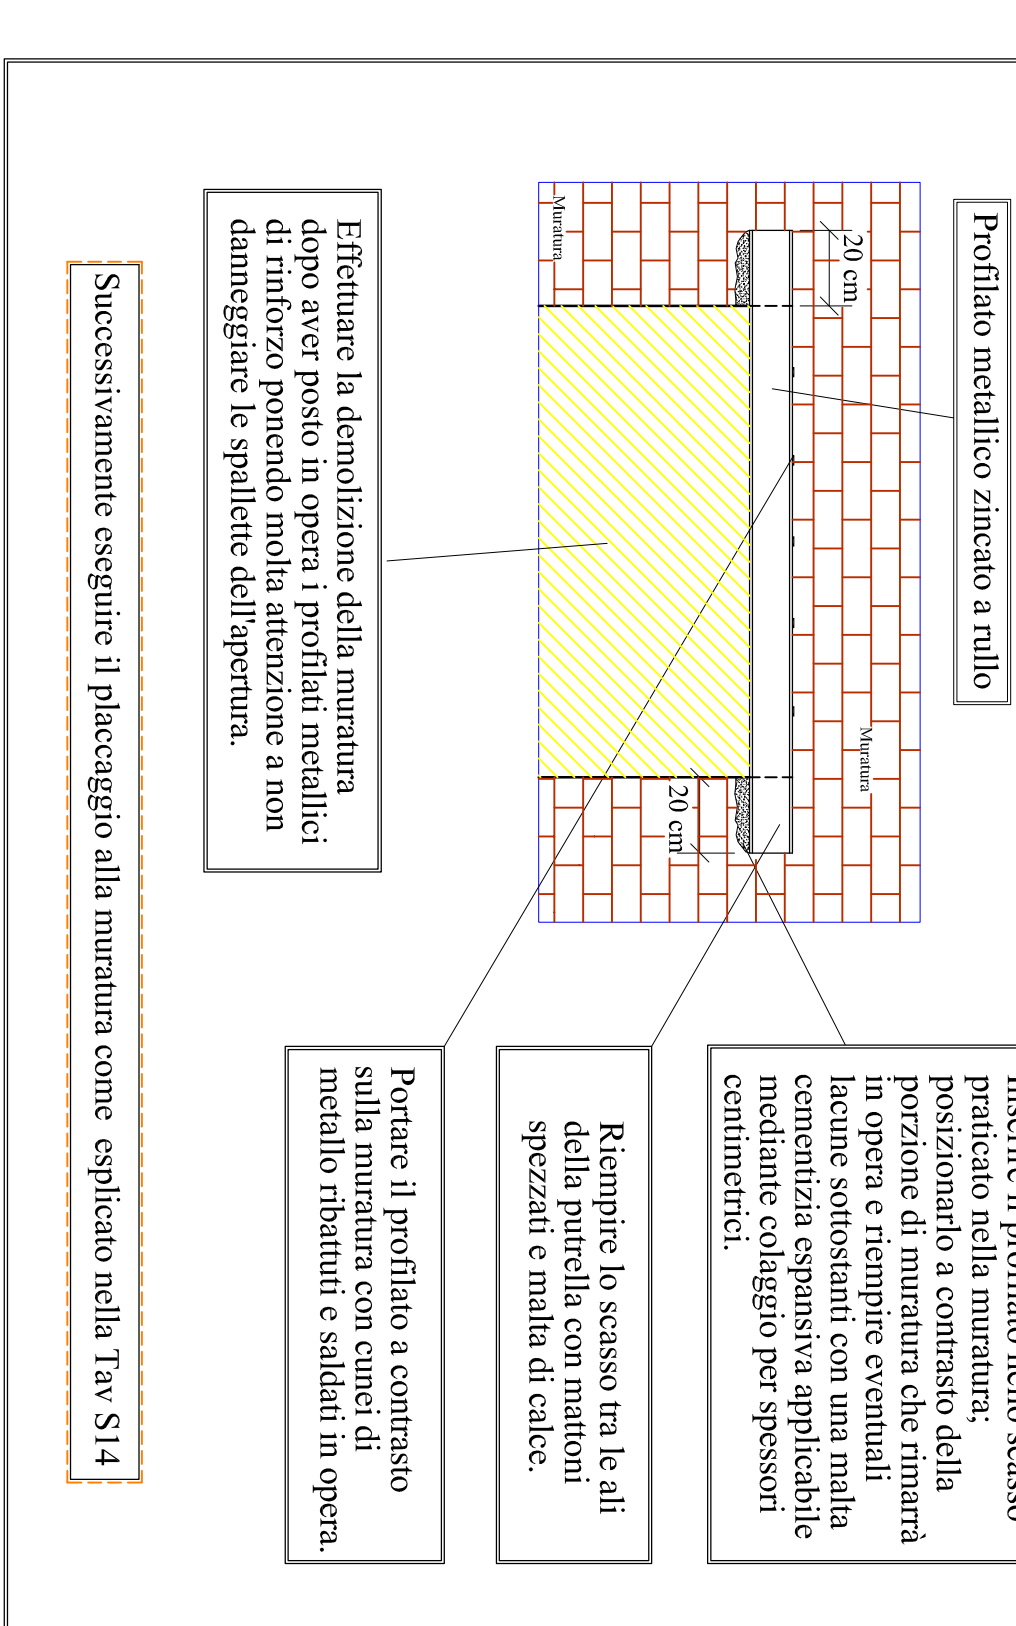 Profilato metallico zincato a rullo
20 cm
Muratura
Muratura
20 cm
praticato nella muratura;
posizionarlo a contrasto della
porzione di muratura che rimarrà
in opera e riempire eventuali
lacune sottostanti con una malta
cementizia espansiva applicabile
mediante colaggio per spessori
centimetrici.
Riempire lo scasso tra le ali
della putrella con mattoni
spezzati e malta di calce.
Portare il profilato a contrasto
sulla muratura con cunei di
metallo ribattuti e saldati in opera.
Effettuare la demolizione della muratura
dopo aver posto in opera i profilati metallici
di rinforzo ponendo molta attenzione a non
danneggiare le spallette dell'apertura.
Successivamente eseguire il placcaggio alla muratura come esplicato nella Tav S14